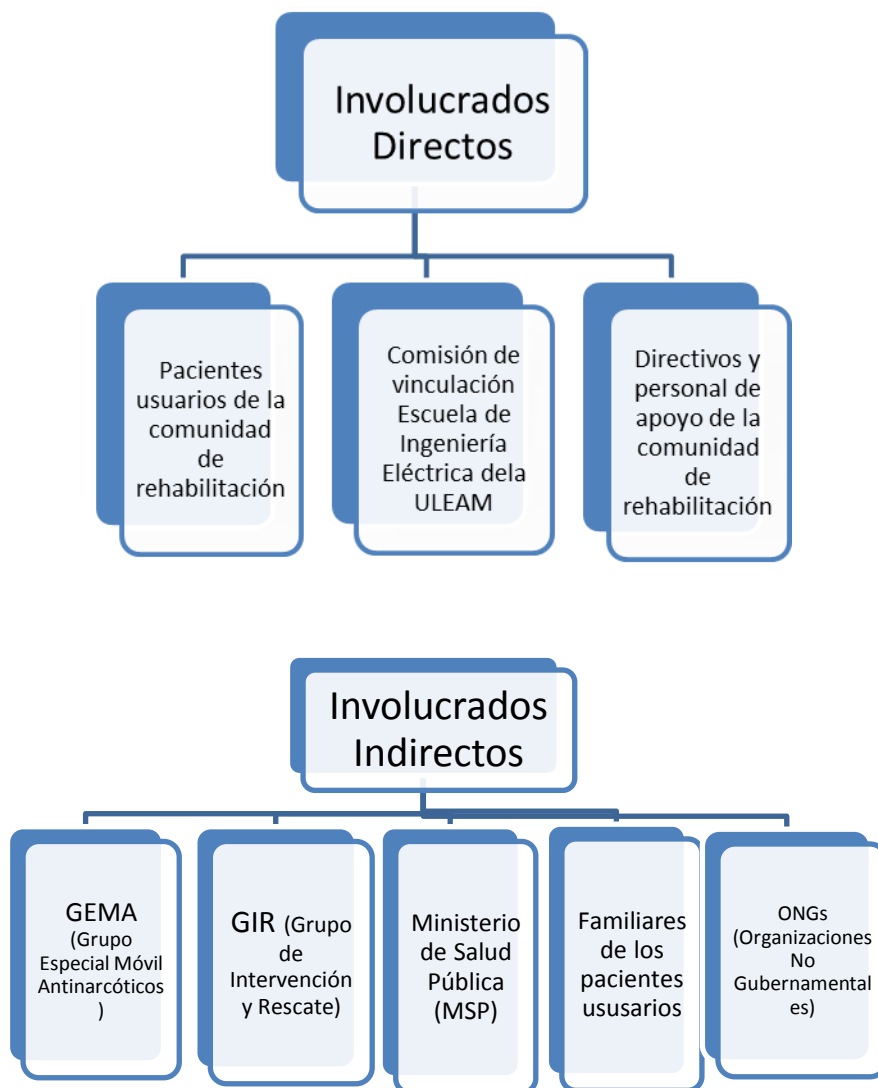 Involucrados
Directos
Pacientes
usuarios de la
comunidad
de
rehabilitación
Comisión de
vinculación
Escuela de
Ingeniería
Eléctrica dela
ULEAM
Directivos y
personal de
apoyo de la
comunidad
de
rehabilitación
Involucrados
Indirectos
GEMA
(Grupo
Especial Móvil
Antinarcóticos
)
GIR (Grupo
de
Intervención
y Rescate)
Ministerio
de Salud
Pública
(MSP)
Familiares
de los
pacientes
ususarios
ONGs
(Organizaciones
No
Gubernamental
es)